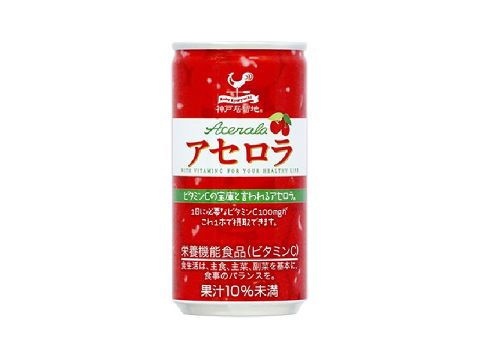 神戸居留地
Acerola
アセロラ
WITH VITAMINC FOR YOUR HEALTHY LIFE
ビタミンCの宝庫と言われるアセロラ。
1日に必要なビタミンC100mgが
これ1本で摂取できます。
栄養機能食品(ビタミンC)
食生活は、主食、主菜、副菜を基本に、
食事のバランスを。
果汁10%未満